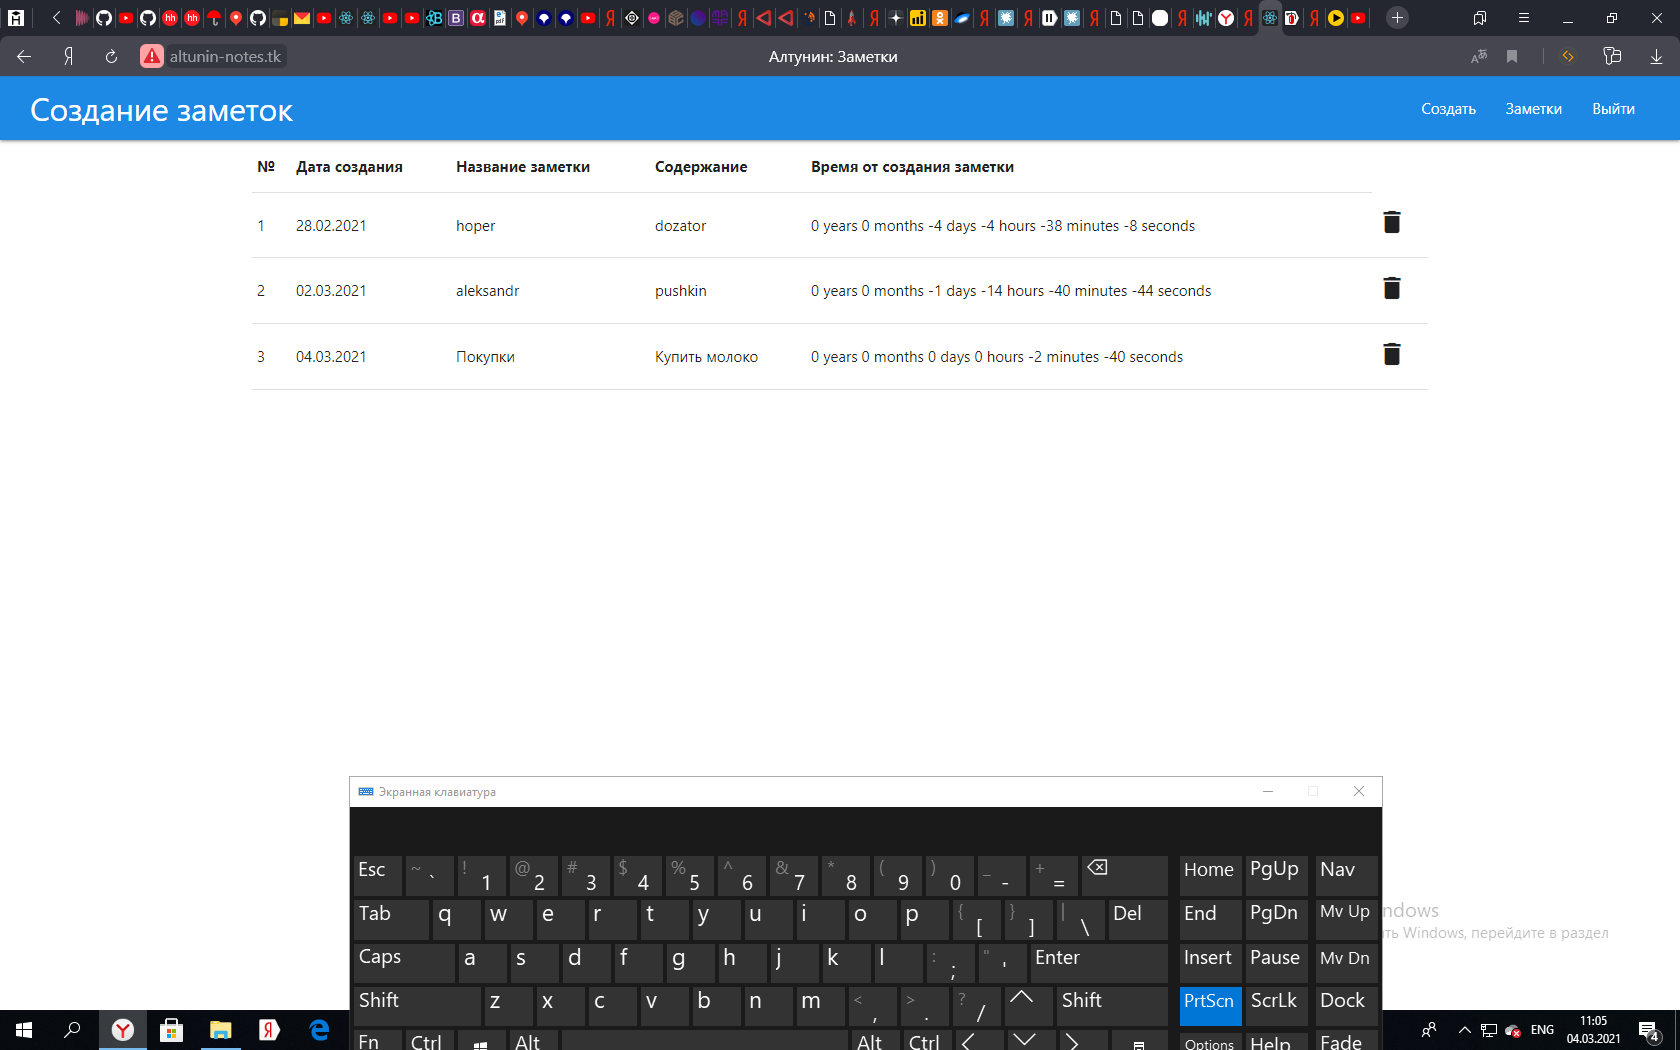 altunin-notes.tk
Алтунин: Заметки
Создание заметок
Создать Заметки Выйти
№ Дата создания Название заметки Содержание Время от создания заметки
1 28.02.2021 hoper dozator 0 years 0 months -4 days -4 hours -38 minutes -8 seconds
2 02.03.2021 aleksandr pushkin 0 years 0 months -1 days -14 hours -40 minutes -44 seconds
3 04.03.2021 Покупки Купить молоко 0 years 0 months 0 days 0 hours -2 minutes -40 seconds
Экранная клавиатура
Esc ~ ` ! 1 @ 2 # 3 $ 4 % 5 ^ 6 & 7 * 8 ( 9 ) 0 _ - + = Home PgUp Nav
Tab q w e r t y u i o p { [ } ] | \ Del End PgDn Mv Up
ndows
Caps a s d f g h j k l : ; " ' Enter Insert Pause Mv Dn
ть Windows, перейдите в раздел
Shift z x c v b n m < , > . ? / Shift PrtScn ScrLk Dock
Fn Ctrl Alt Alt Ctrl Options Help Fade
ENG
11:05
04.03.2021
4